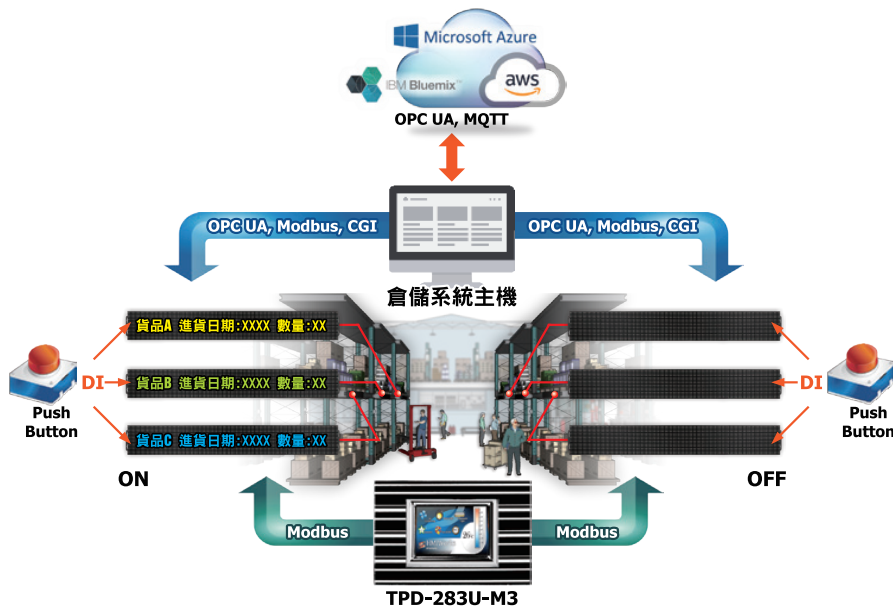 Microsoft Azure
IBM Bluemix™
aws
OPC UA, MQTT
OPC UA, Modbus, CGI
OPC UA, Modbus, CGI
倉儲系統主機
貨品A 進貨日期:XXXX 數量:XX
貨品B 進貨日期:XXXX 數量:XX
貨品C 進貨日期:XXXX 數量:XX
DI
Push
Button
DI
Push
Button
ON
OFF
Modbus
Modbus
TPD-283U-M3